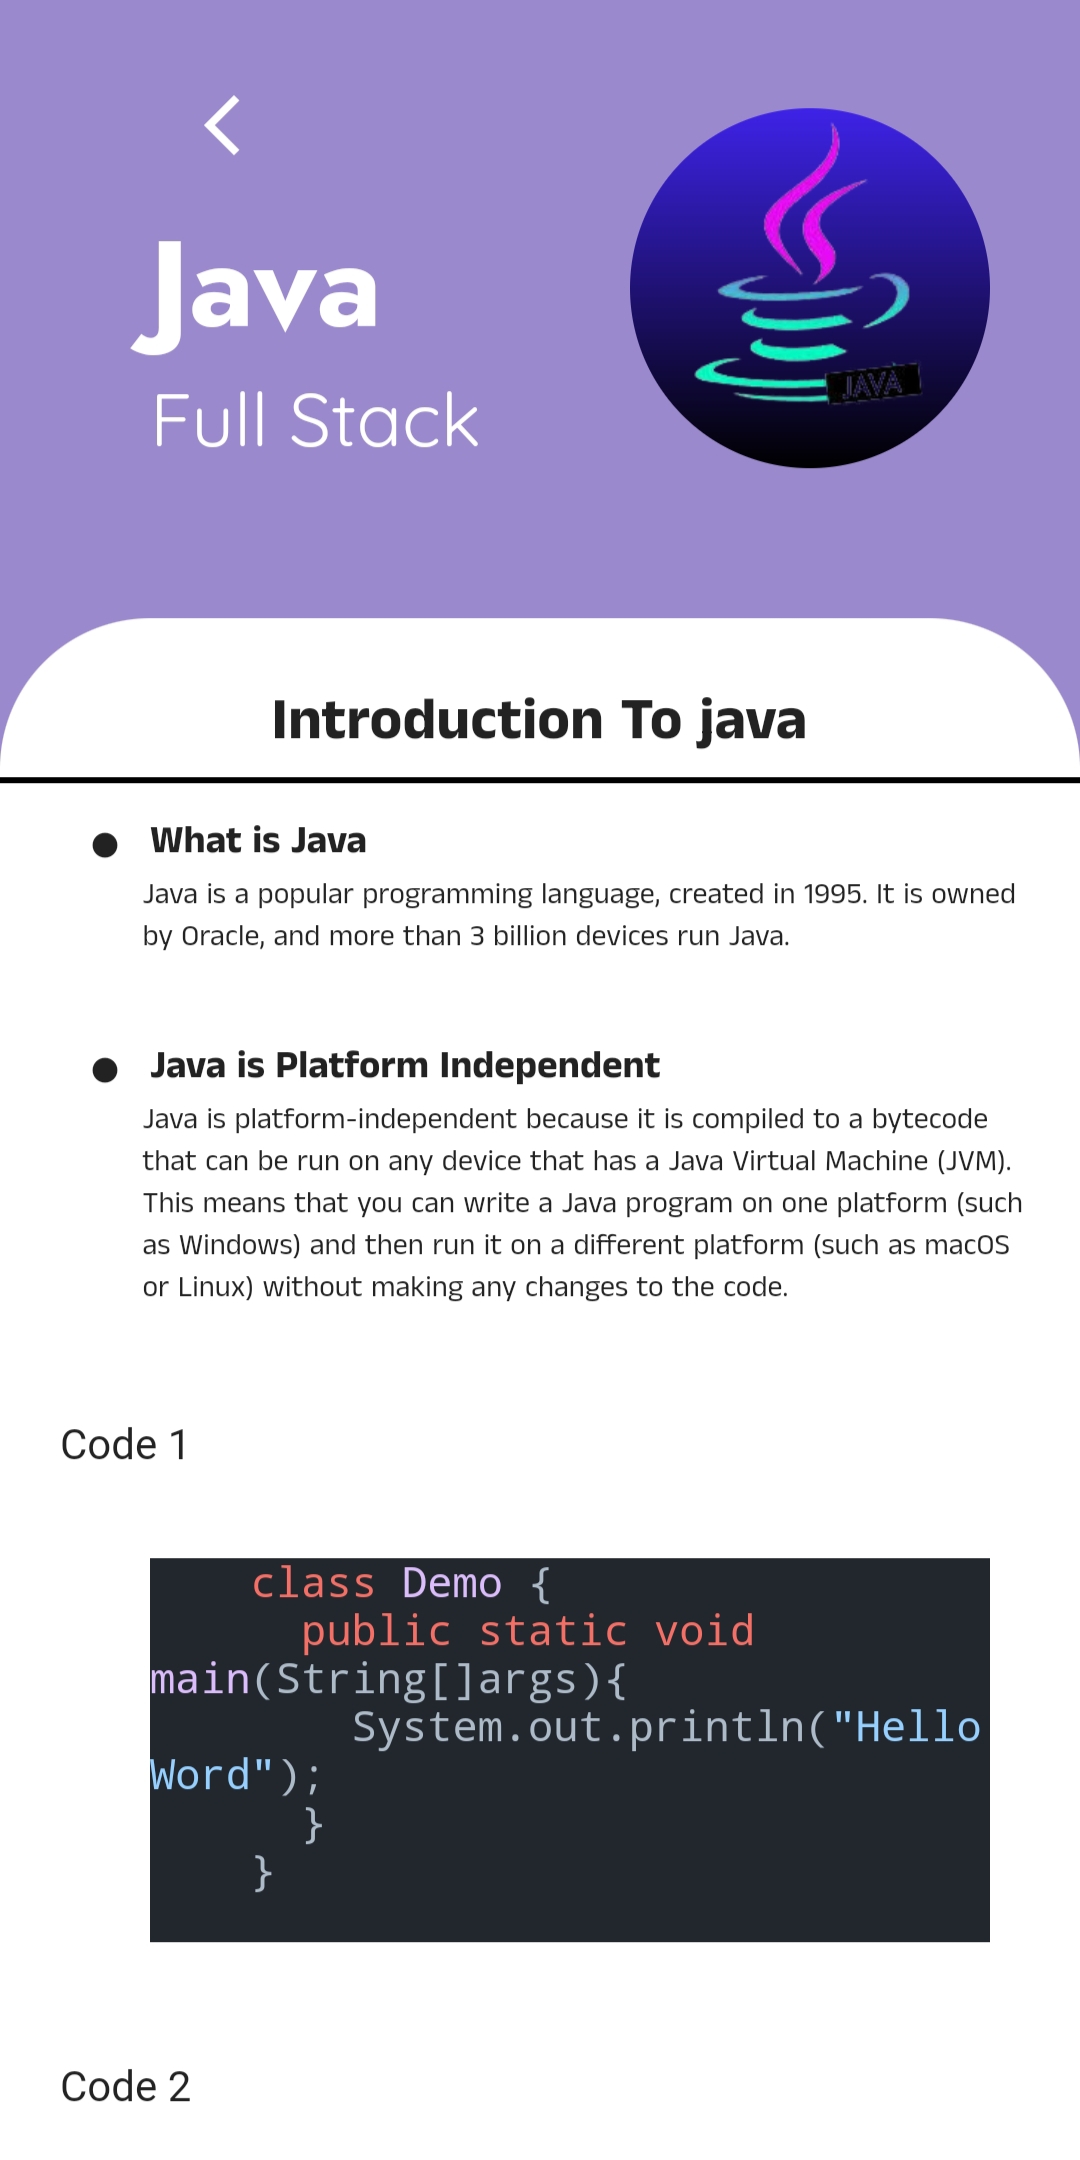 Java
Full Stack
JAVA
Introduction To java
What is Java
Java is a popular programming language, created in 1995. It is owned
by Oracle, and more than 3 billion devices run Java.
Java is Platform Independent
Java is platform-independent because it is compiled to a bytecode
that can be run on any device that has a Java Virtual Machine (JVM).
This means that you can write a Java program on one platform (such
as Windows) and then run it on a different platform (such as macOS
or Linux) without making any changes to the code.
Code 1
class Demo {
public static void
main(String[]args){
System.out.println("Hello
Word");
}
}
Code 2